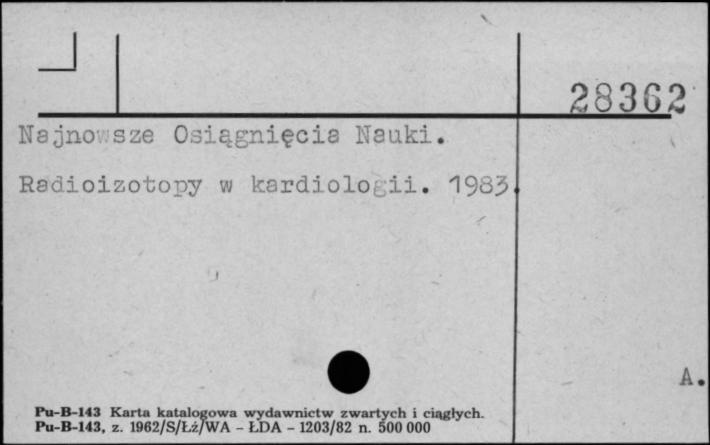 28362
Najnowsze Osiągnięcia Nauki.
Radioizotopy w kardiologii. 1983.
A.
Pu-B-143 Karta katalogowa wydawnictw zwartych i ciągłych.
Pu-B-143, z. 1962/S/Łź/WA - ŁDA - 1203/82 n. 500 000